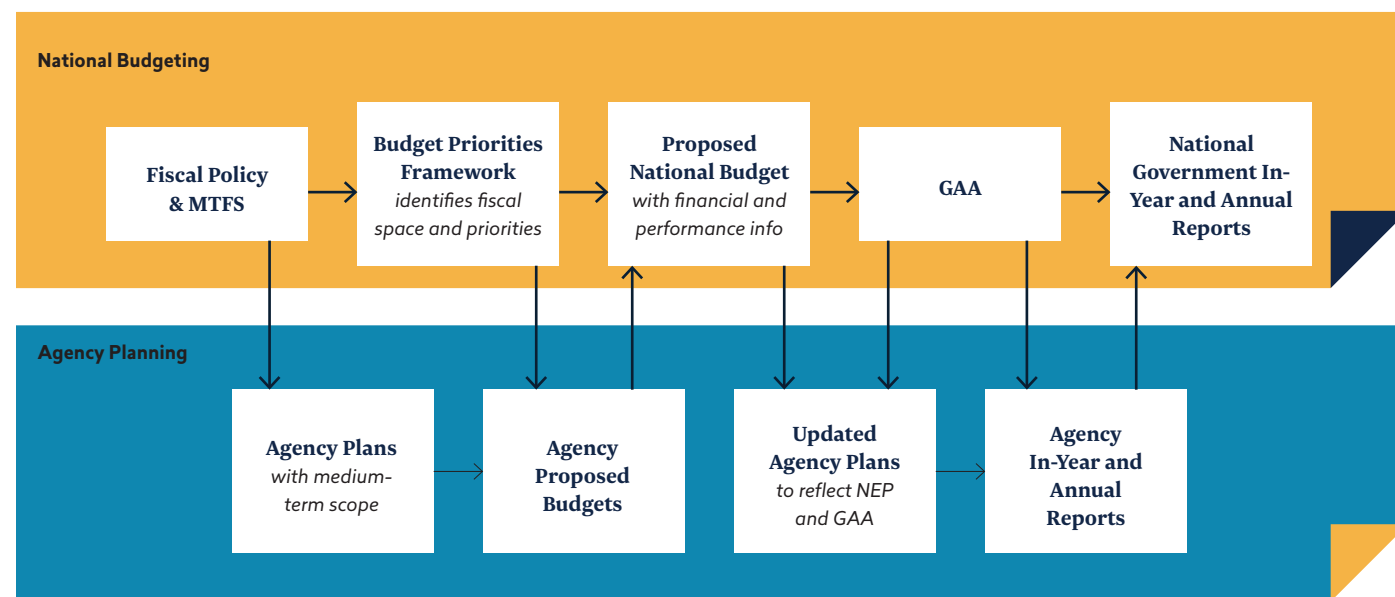 National Budgeting
Fiscal Policy
& MTFS
Budget Priorities
Framework
identifies fiscal
space and priorities
Proposed
National Budget
with financial and
performance info
GAA
National
Government In-
Year and Annual
Reports
Agency Planning
Agency Plans
with medium-
term scope
Agency
Proposed
Budgets
Updated
Agency Plans
to reflect NEP
and GAA
Agency
In-Year and
Annual
Reports